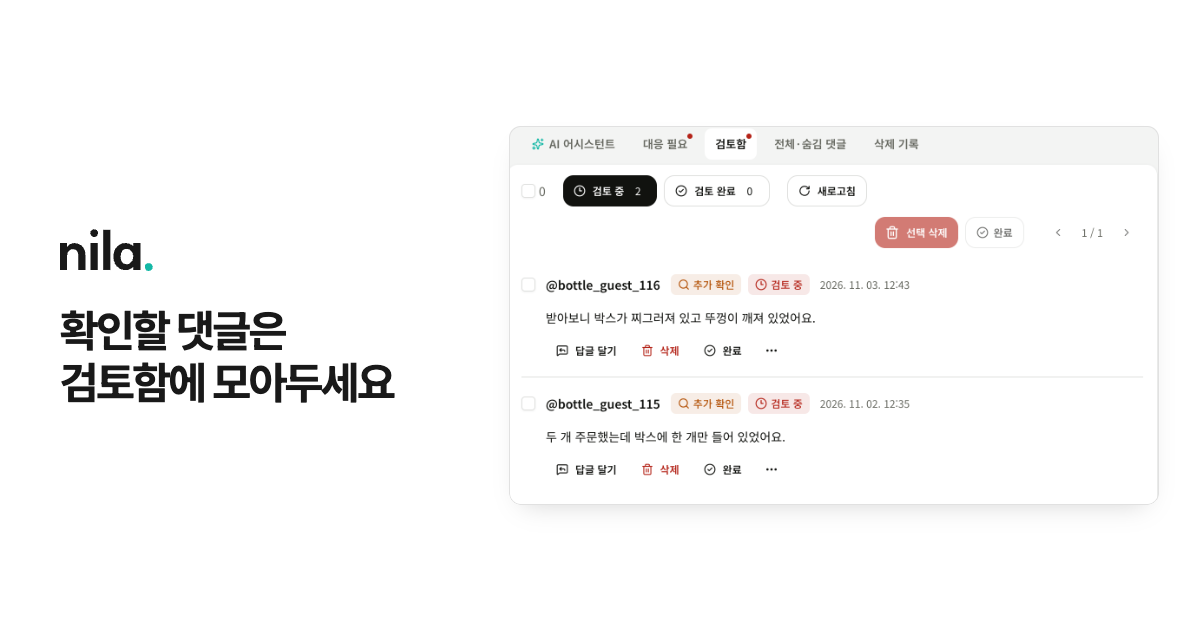 nila.
확인할 댓글은
검토함에 모아두세요
AI 어시스턴트 대응 필요 검토함 전체·숨김 댓글 삭제 기록
0 검토 중 2 검토 완료 0 새로고침
선택 삭제 완료 1 / 1
@bottle_guest_116 추가 확인 검토 중 2026. 11. 03. 12:43
받아보니 박스가 찌그러져 있고 뚜껑이 깨져 있었어요.
답글 달기 삭제 완료
@bottle_guest_115 추가 확인 검토 중 2026. 11. 02. 12:35
두 개 주문했는데 박스에 한 개만 들어 있었어요.
답글 달기 삭제 완료